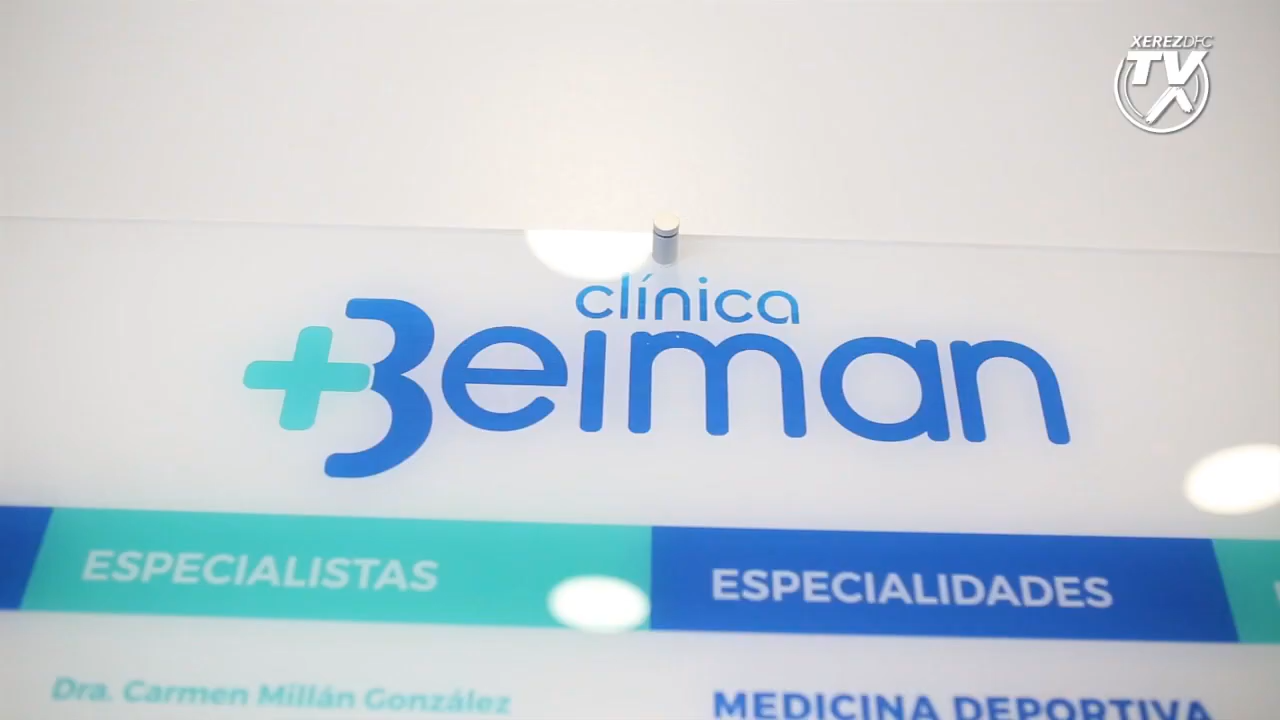 XEREZDFC
TV
clínica
Beiman
ESPECIALISTAS
ESPECIALIDADES
Dra. Carmen Millán González
MEDICINA DEPORTIVA